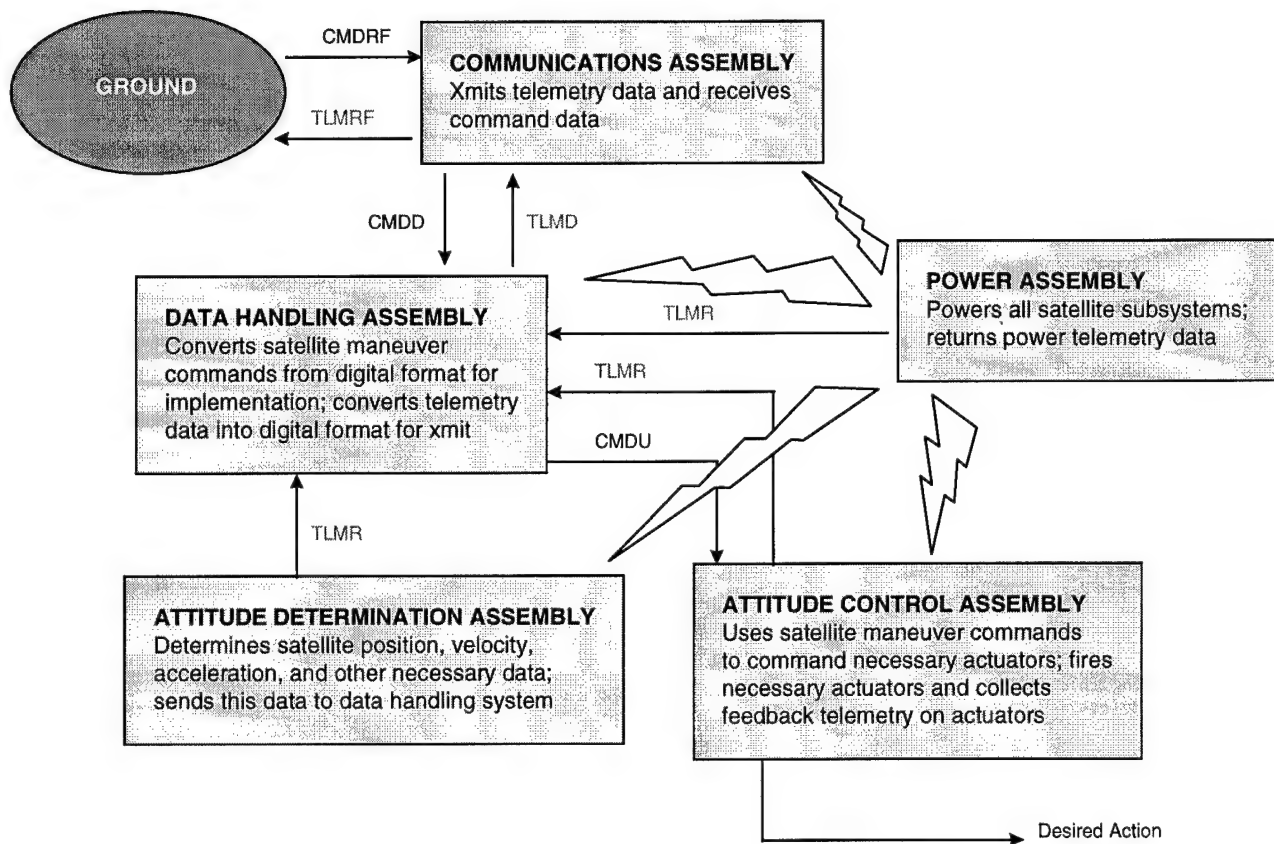 CMDRF
GROUND
TLMRF
COMMUNICATIONS ASSEMBLY
Xmits telemetry data and receives
command data
CMDD
TLMD
POWER ASSEMBLY
Powers all satellite subsystems;
returns power telemetry data
DATA HANDLING ASSEMBLY
Converts satellite maneuver
commands from digital format for
implementation; converts telemetry
data into digital format for xmit
TLMR
TLMR
CMDU
TLMR
ATTITUDE DETERMINATION ASSEMBLY
Determines satellite position, velocity,
acceleration, and other necessary data;
sends this data to data handling system
ATTITUDE CONTROL ASSEMBLY
Uses satellite maneuver commands
to command necessary actuators; fires
necessary actuators and collects
feedback telemetry on actuators
Desired Action